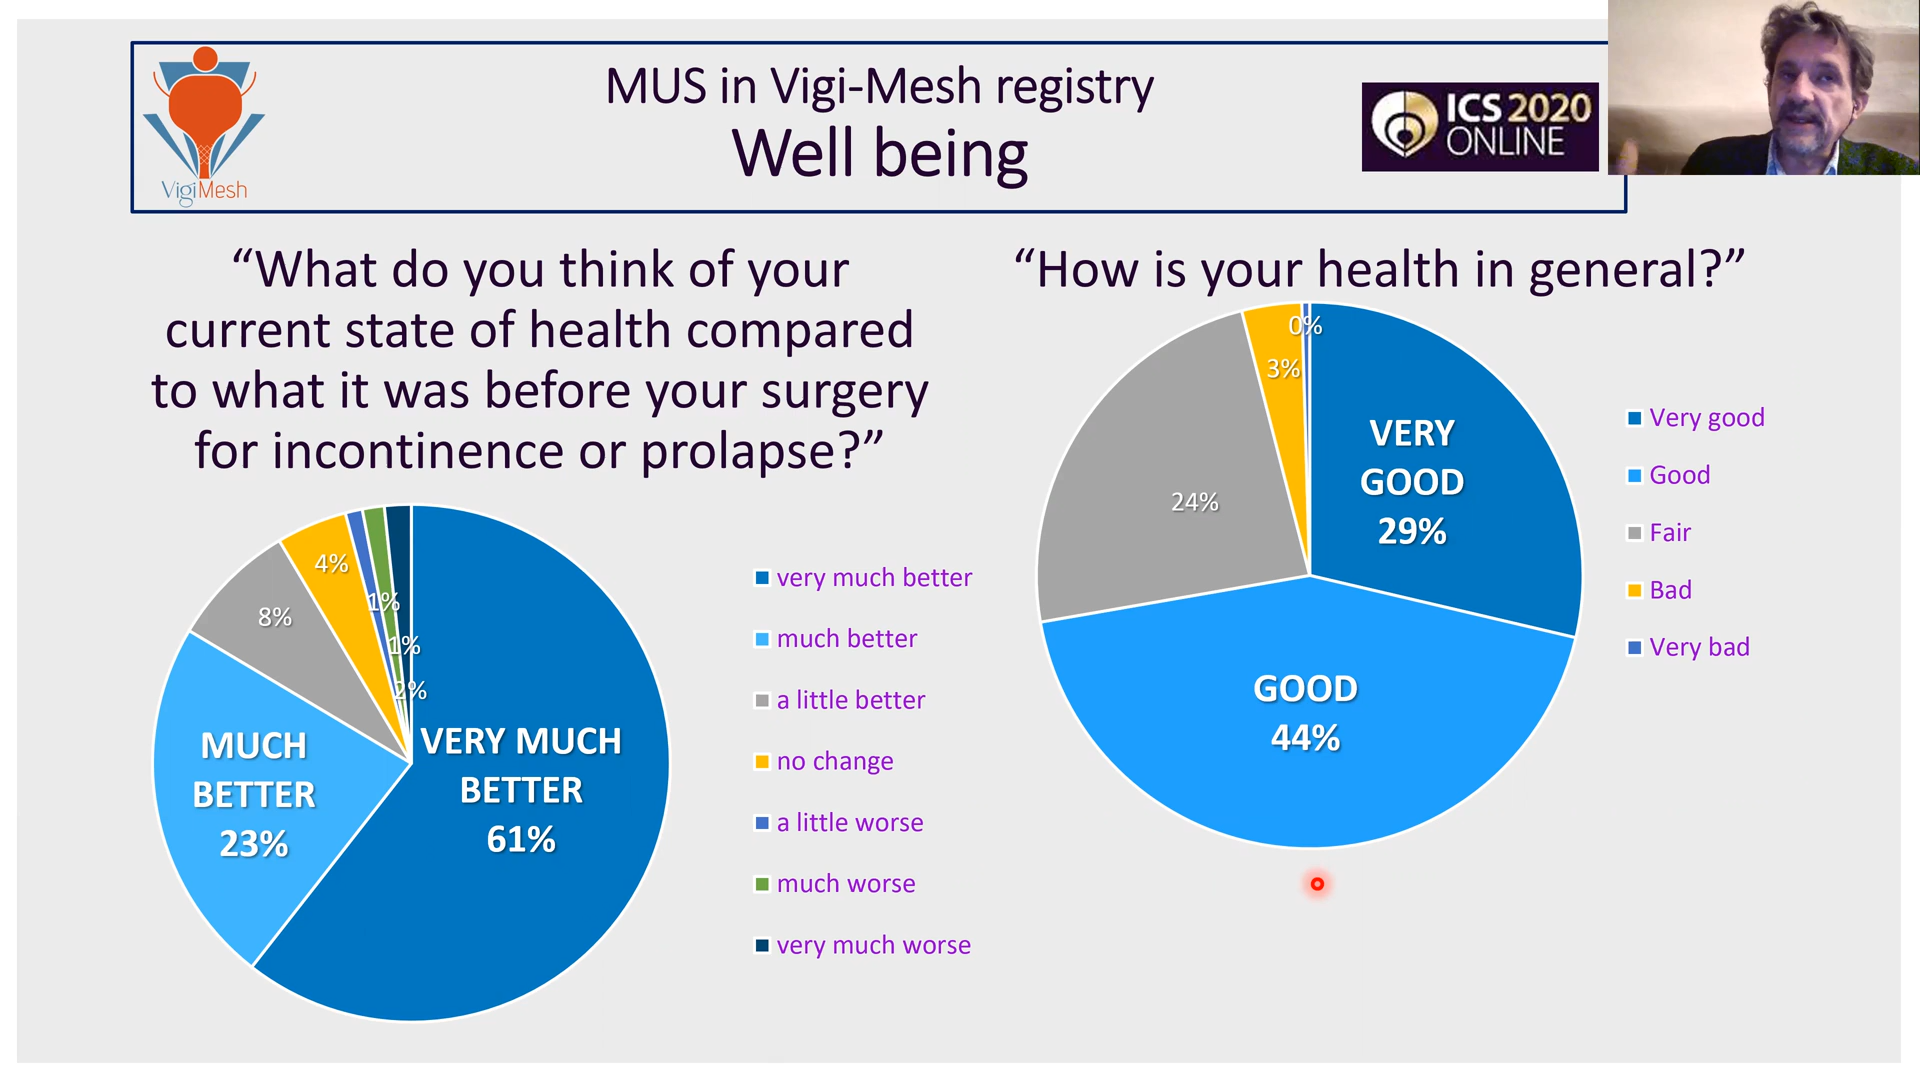 MUS in Vigi-Mesh registry
Well being
VigiMesh
ICS 2020
ONLINE
“What do you think of your
current state of health compared
to what it was before your surgery
for incontinence or prolapse?”
4%
8%
1%
1%
2%
MUCH
BETTER
23%
VERY MUCH
BETTER
61%
very much better
much better
a little better
no change
a little worse
much worse
very much worse
“How is your health in general?”
0%
3%
24%
VERY
GOOD
29%
GOOD
44%
Very good
Good
Fair
Bad
Very bad